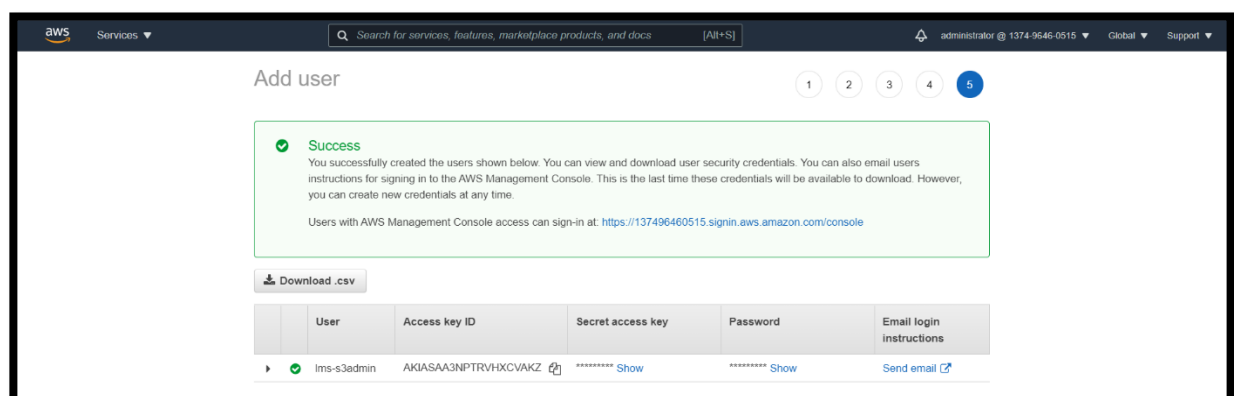 aws Services ▼ Search for services, features, marketplace products, and docs [Alt+S] administrator @ 1374-9646-0515 ▼ Global ▼ Support ▼
Add user 1 2 3 4 5
Success
You successfully created the users shown below. You can view and download user security credentials. You can also email users
instructions for signing in to the AWS Management Console. This is the last time these credentials will be available to download. However,
you can create new credentials at any time.
Users with AWS Management Console access can sign-in at: https://137496460515.signin.aws.amazon.com/console
Download .csv
User Access key ID Secret access key Password Email login
instructions
lms-s3admin AKIASAA3NPTRVHXCVAKZ ********* Show ********* Show Send email